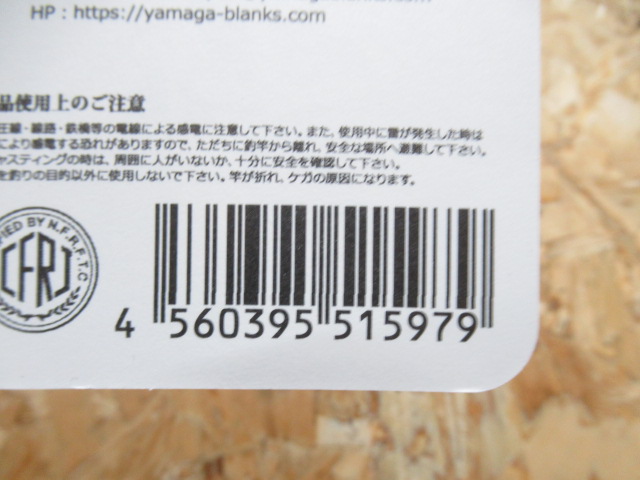 HP : https://yamaga-blanks.com
品使用上のご注意
圧線・線路・鉄橋等の電線による感電に注意して下さい。また、使用中に雷が発生した時は
により感電する恐れがありますので、ただちに釣竿から離れ、安全な場所へ避難して下さい。
ャスティングの時は、周囲に人がいないか、十分に安全を確認して下さい。
を釣りの目的以外に使用しないで下さい。竿が折れ、ケガの原因になります。
FIED BY N.F.R.F.T.C
CFRJ
4 560395 515979